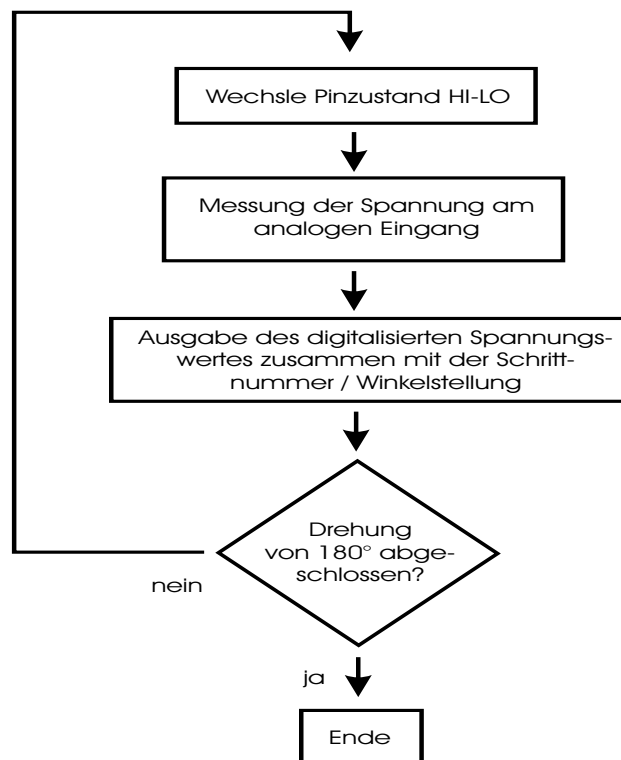 Wechsle Pinzustand HI-LO
Messung der Spannung am
analogen Eingang
Ausgabe des digitalisierten Spannungs-
wertes zusammen mit der Schritt-
nummer / Winkelstellung
Drehung
von 180° abge-
schlossen?
nein
ja
Ende